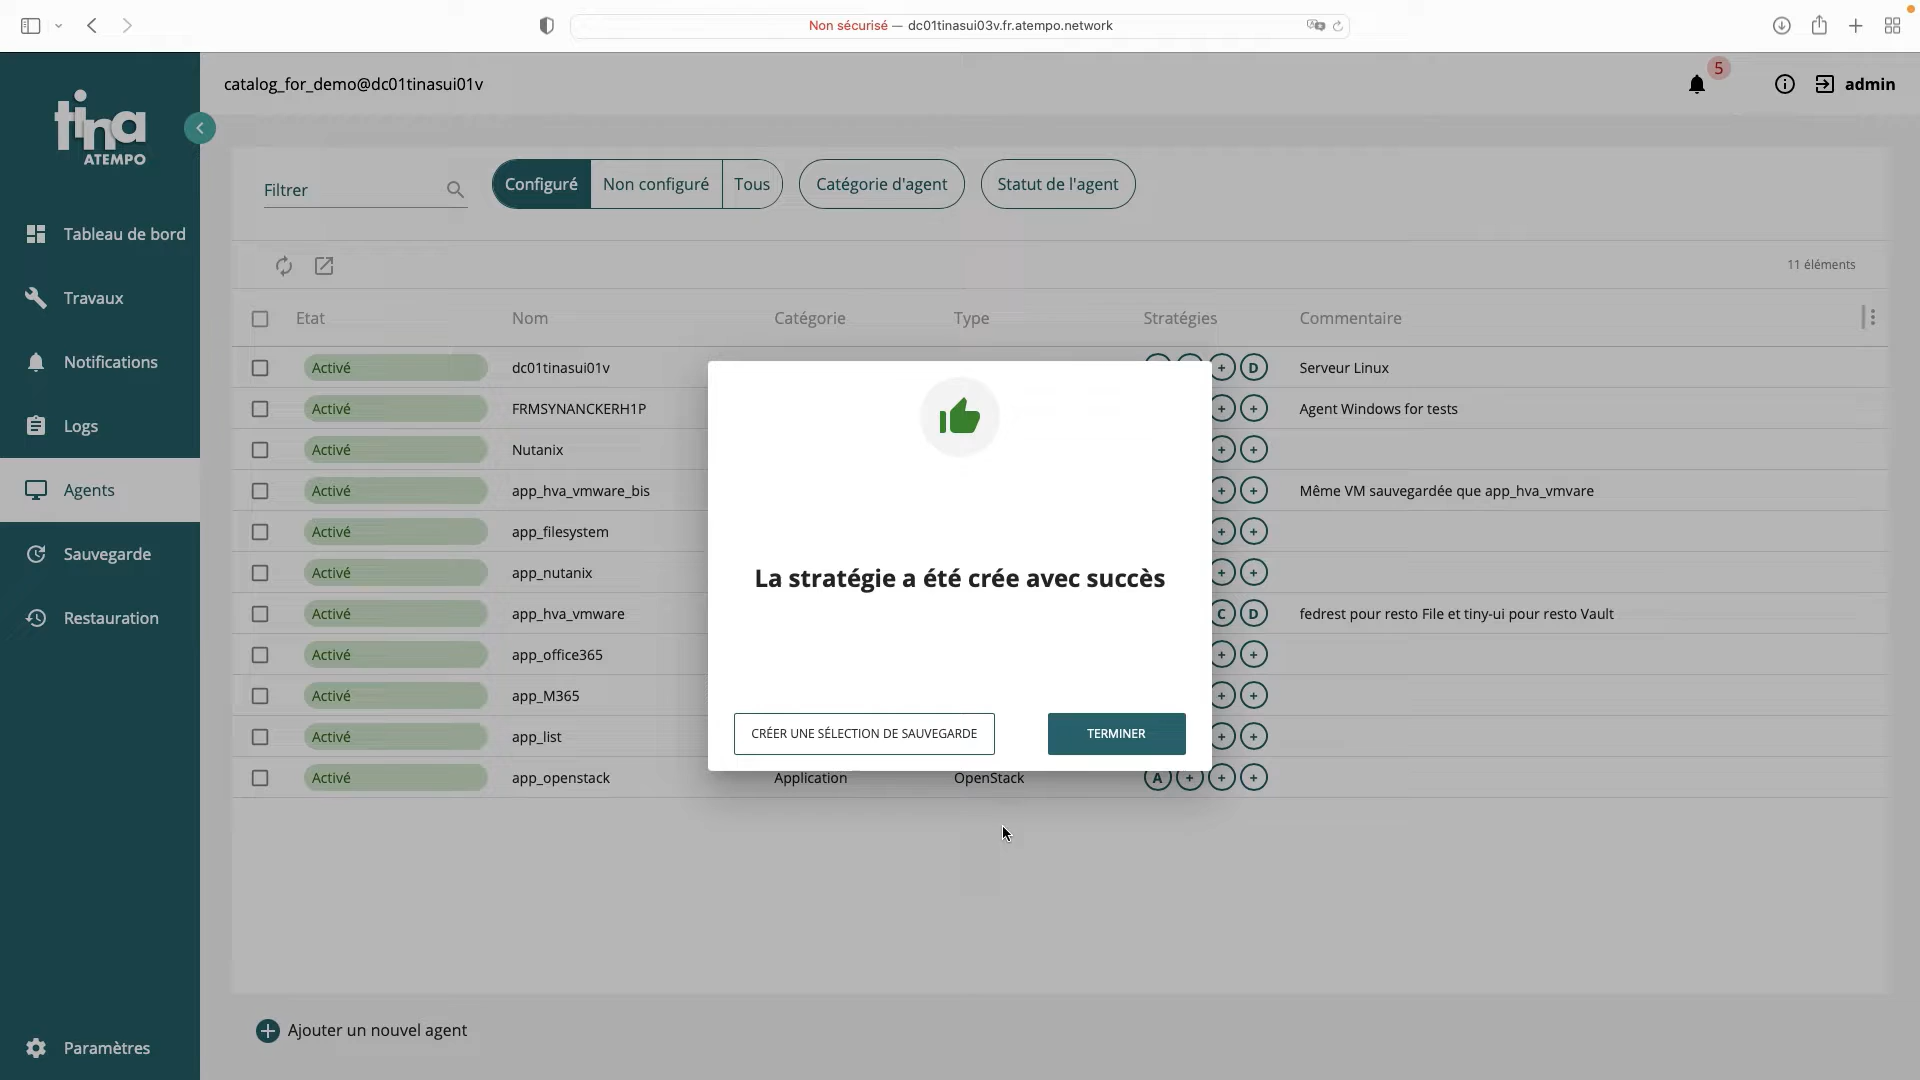 Non sécurisé — dc01tinasui03v.fr.atempo.network
tina
ATEMPO
catalog_for_demo@dc01tinasui01v
5
admin
Tableau de bord
Travaux
Notifications
Logs
Agents
Sauvegarde
Restauration
Paramètres
Filtrer
Configuré
Non configuré
Tous
Catégorie d'agent
Statut de l'agent
11 éléments
Etat Nom Catégorie Type Stratégies Commentaire
Activé dc01tinasui01v + D Serveur Linux
Activé FRMSYNANCKERH1P + + Agent Windows for tests
Activé Nutanix + +
Activé app_hva_vmware_bis + + Même VM sauvegardée que app_hva_vmvare
Activé app_filesystem + +
Activé app_nutanix + +
Activé app_hva_vmware C D fedrest pour resto File et tiny-ui pour resto Vault
Activé app_office365 + +
Activé app_M365 + +
Activé app_list + +
Activé app_openstack Application OpenStack A + + +
La stratégie a été crée avec succès
CRÉER UNE SÉLECTION DE SAUVEGARDE
TERMINER
Ajouter un nouvel agent